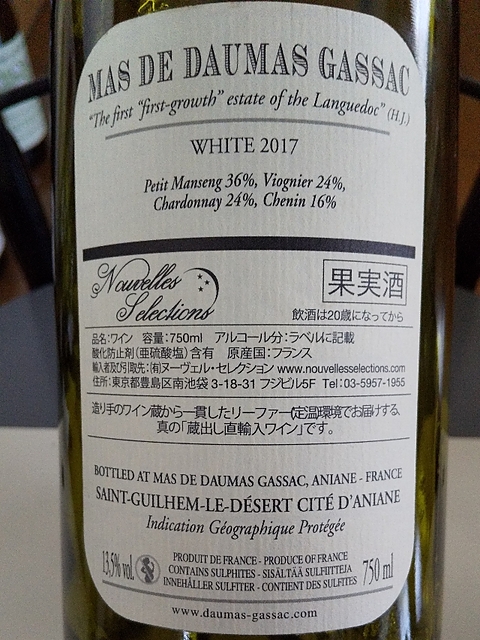 MAS DE DAUMAS GASSAC
"The first "first-growth" estate of the Languedoc" (H.J.)
WHITE 2017
Petit Manseng 36%, Viognier 24%,
Chardonnay 24%, Chenin 16%
Nouvelles
Selections
果実酒
飲酒は20歳になってから
品名:ワイン 容量:750ml アルコール分:ラベルに記載
酸化防止剤(亜硫酸塩)含有 原産国:フランス
輸入者及び引取先:(有)ヌーヴェル・セレクション www.nouvellesselections.com
住所:東京都豊島区南池袋 3-18-31 フジビル5F Tel:03-5957-1955
造り手のワイン蔵から一貫したリーファー(定温)環境でお届けする、
真の「蔵出し直輸入ワイン」です。
BOTTLED AT MAS DE DAUMAS GASSAC, ANIANE - FRANCE
SAINT-GUILHEM-LE-DÉSERT CITÉ D'ANIANE
Indication Géographique Protégée
13,5% vol.
PRODUIT DE FRANCE - PRODUCE OF FRANCE
CONTAINS SULPHITES - SISÄLTÄÄ SULFIITTEJA
INNEHÅLLER SULFITER - CONTIENT DES SULFITES
750 ml
www.daumas-gassac.com